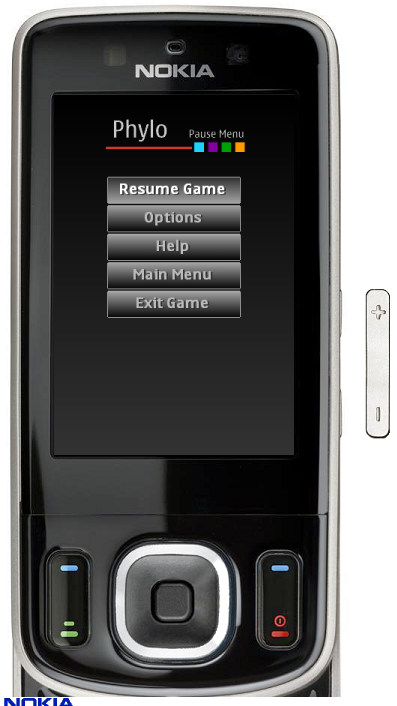 NOKIA
Phylo Pause Menu
Resume Game
Options
Help
Main Menu
Exit Game
+
-
NOKIA